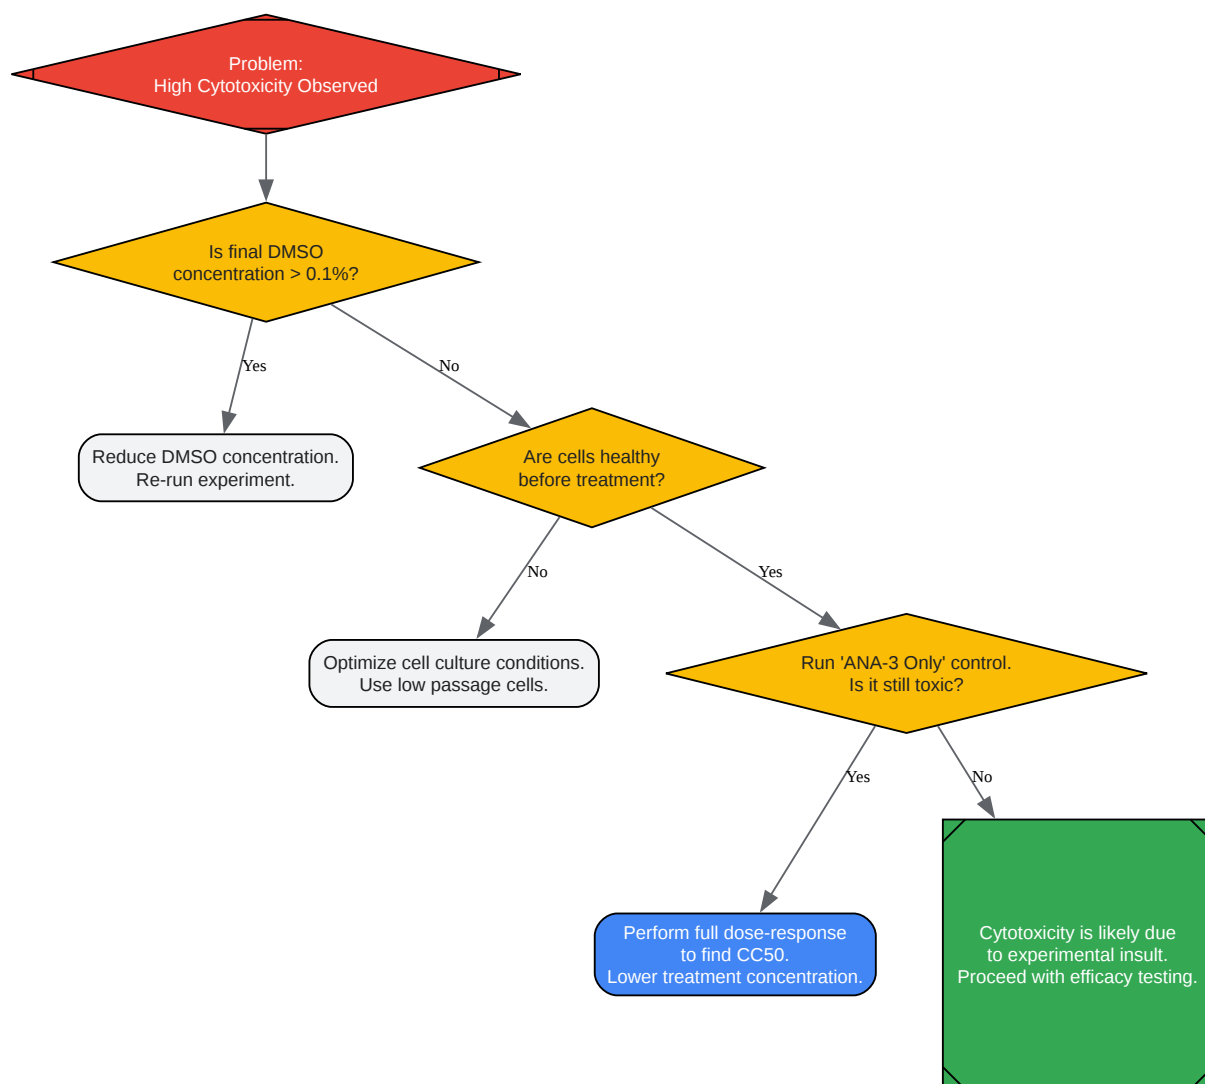 Problem:
High Cytotoxicity Observed
Is final DMSO
concentration > 0.1%?
Yes
No
Reduce DMSO concentration.
Re-run experiment.
Are cells healthy
before treatment?
No
Yes
Optimize cell culture conditions.
Use low passage cells.
Run 'ANA-3 Only' control.
Is it still toxic?
Yes
No
Perform full dose-response
to find CC50.
Lower treatment concentration.
Cytotoxicity is likely due
to experimental insult.
Proceed with efficacy testing.